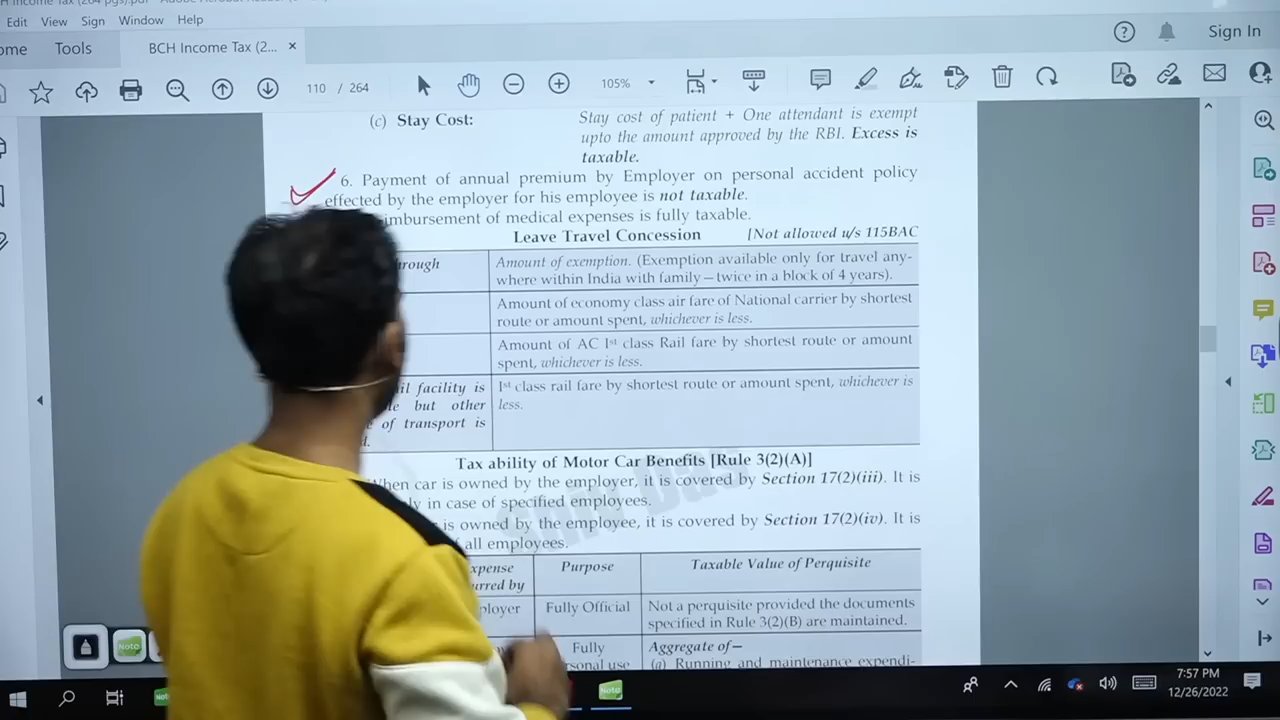 Edit View Sign Window Help
ome Tools BCH Income Tax (2... × Sign In
110 / 264 105%
(c) Stay Cost: Stay cost of patient + One attendant is exempt
upto the amount approved by the RBI. Excess is
taxable.
6. Payment of annual premium by Employer on personal accident policy
effected by the employer for his employee is not taxable.
imbursement of medical expenses is fully taxable.
Leave Travel Concession [Not allowed u/s 115BAC
hrough Amount of exemption. (Exemption available only for travel any-
where within India with family – twice in a block of 4 years).
Amount of economy class air fare of National carrier by shortest
route or amount spent, whichever is less.
Amount of AC Ist class Rail fare by shortest route or amount
spent, whichever is less.
il facility is Ist class rail fare by shortest route or amount spent, whichever is
but other less.
of transport is
Tax ability of Motor Car Benefits [Rule 3(2)(A)]
hen car is owned by the employer, it is covered by Section 17(2)(iii). It is
ly in case of specified employees.
is owned by the employee, it is covered by Section 17(2)(iv). It is
all employees.
xpense Purpose Taxable Value of Perquisite
rred by
ployer Fully Official Not a perquisite provided the documents
specified in Rule 3(2)(B) are maintained.
Fully Aggregate of—
sonal use (a) Running and maintenance expendi-
Note
Note
7:57 PM
12/26/2022